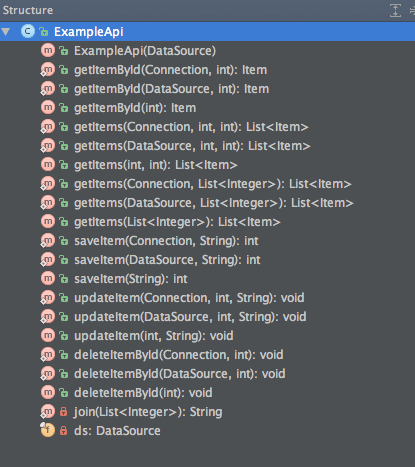 Structure
ExampleApi
ExampleApi(DataSource)
getItemById(Connection, int): Item
getItemById(DataSource, int): Item
getItemById(int): Item
getItems(Connection, int, int): List<Item>
getItems(DataSource, int, int): List<Item>
getItems(int, int): List<Item>
getItems(Connection, List<Integer>): List<Item>
getItems(DataSource, List<Integer>): List<Item>
getItems(List<Integer>): List<Item>
saveItem(Connection, String): int
saveItem(DataSource, String): int
saveItem(String): int
updateItem(Connection, int, String): void
updateItem(DataSource, int, String): void
updateItem(int, String): void
deleteItemById(Connection, int): void
deleteItemById(DataSource, int): void
deleteItemById(int): void
join(List<Integer>): String
ds: DataSource